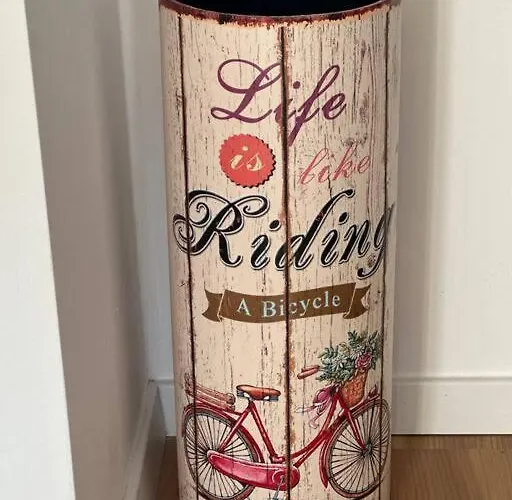 Life
is like
Riding
A Bicycle